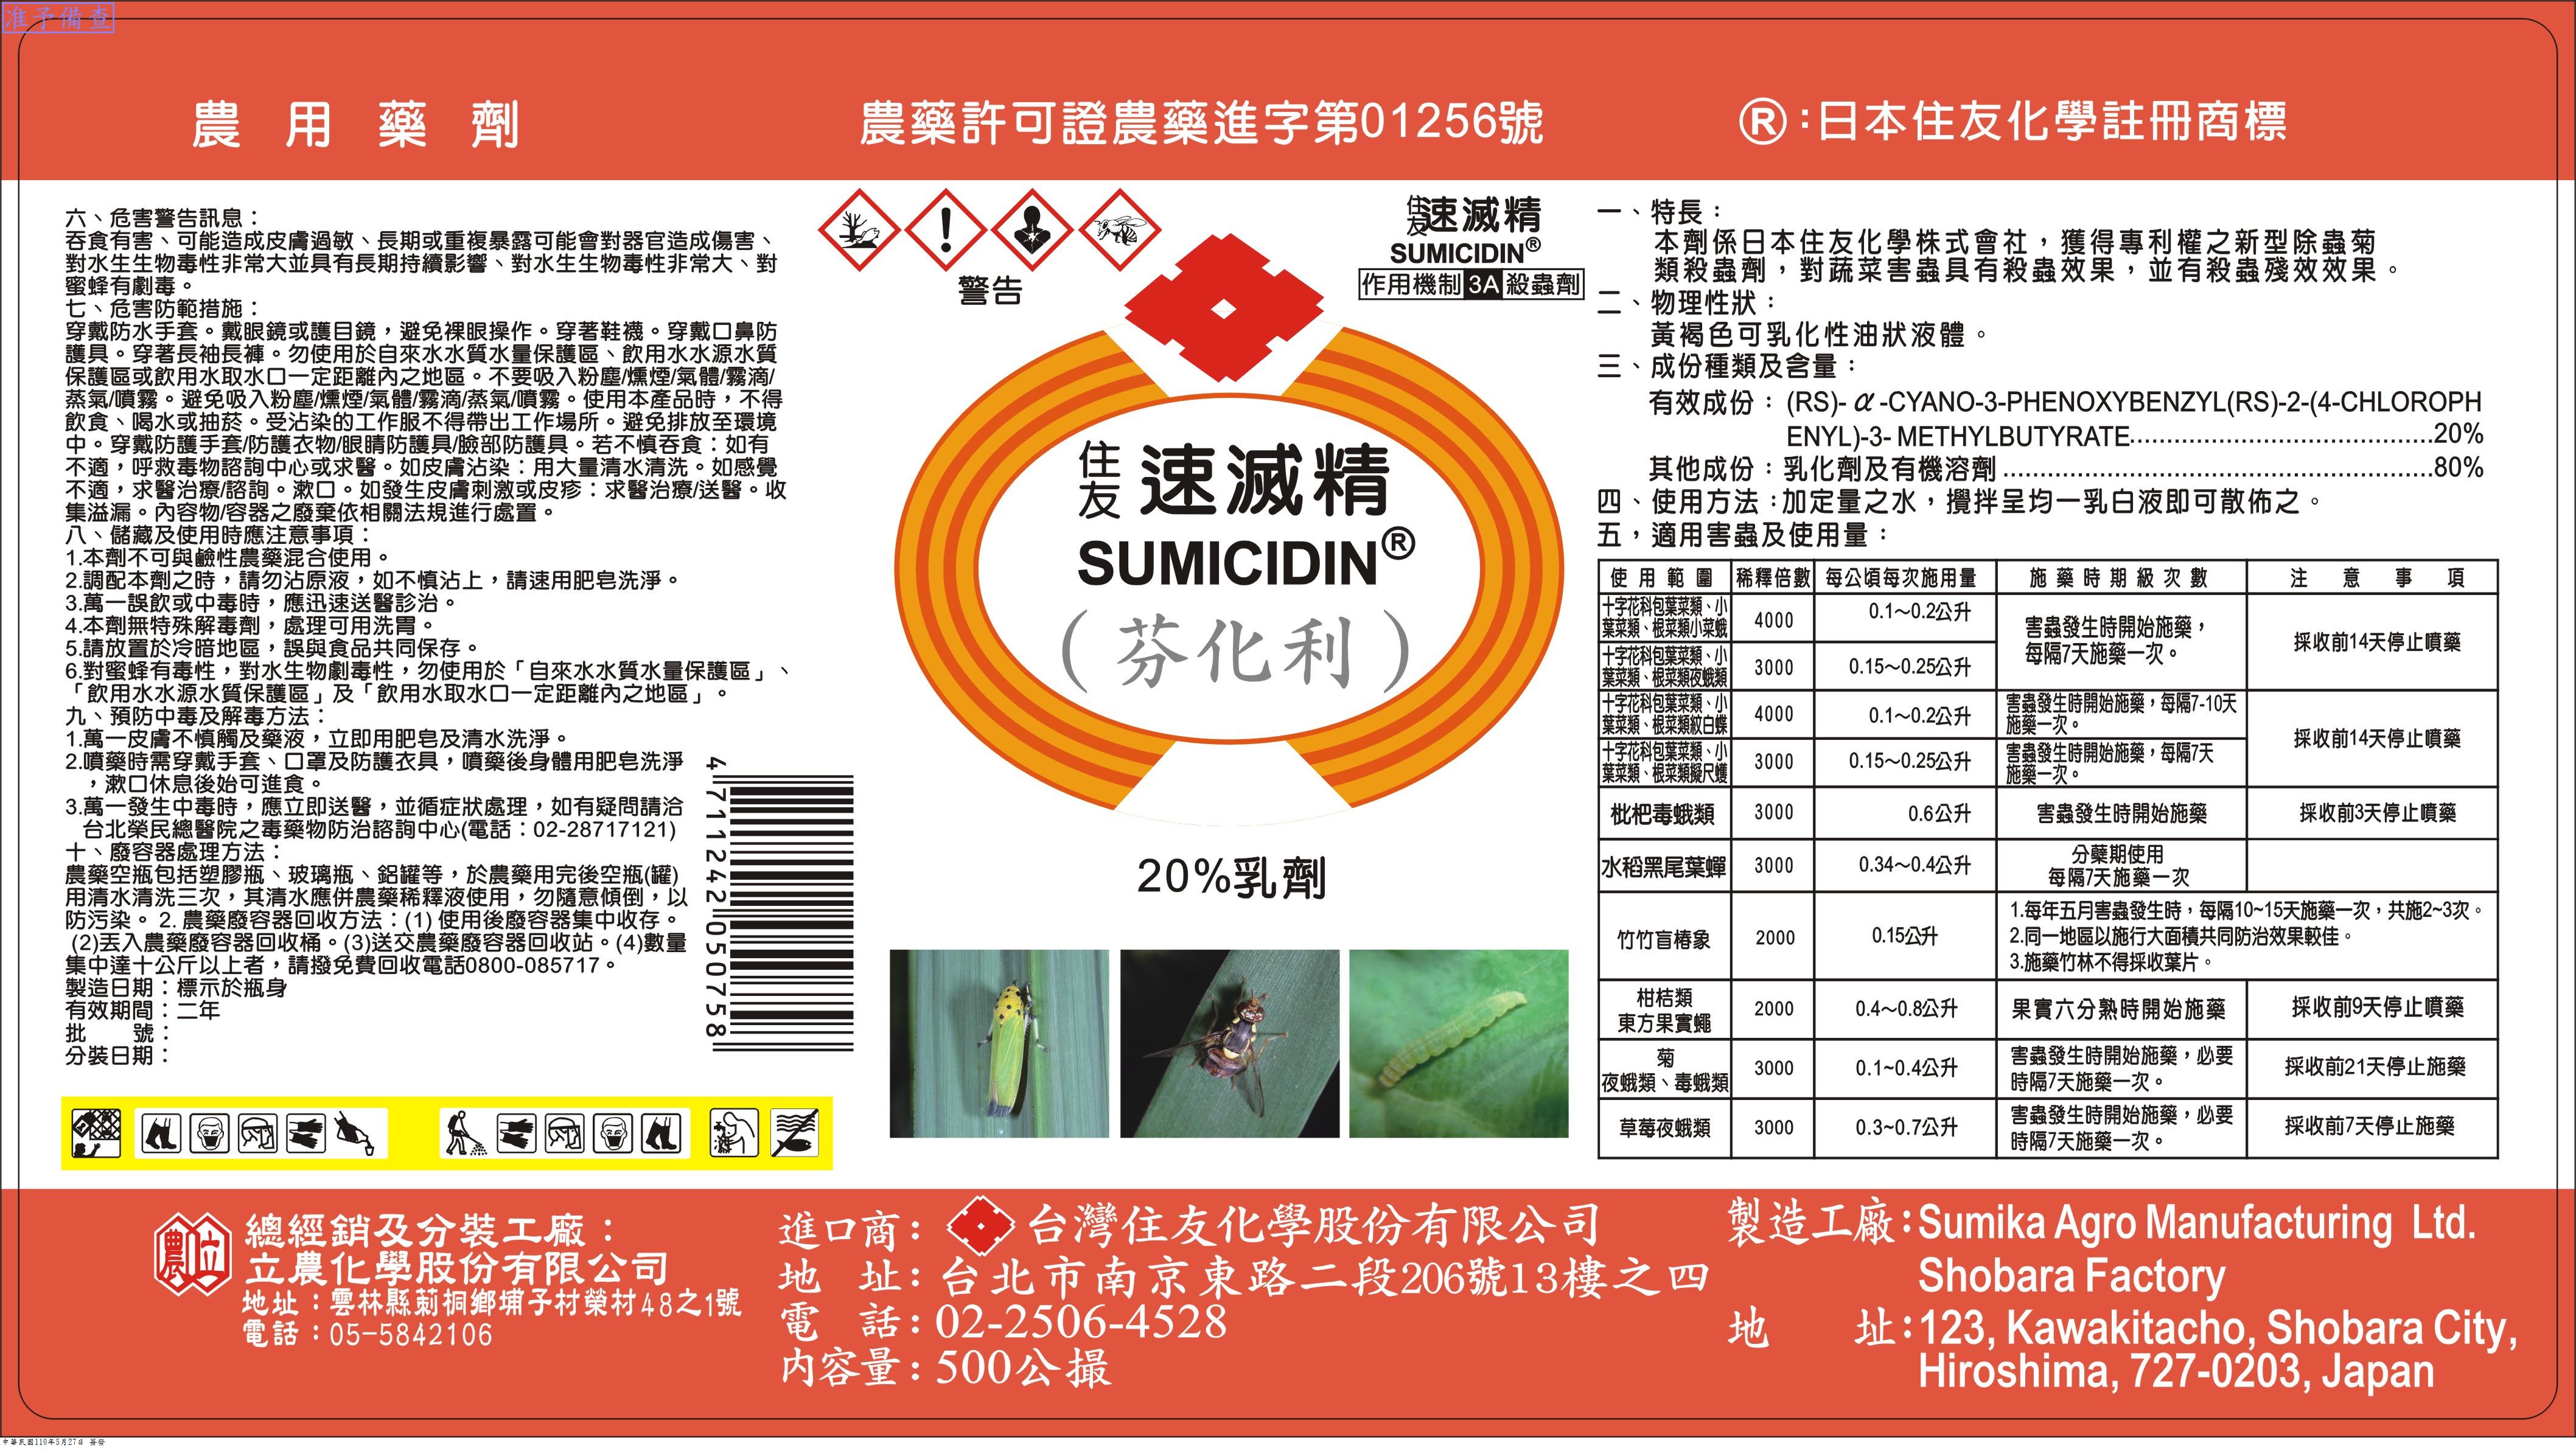 准予備查
農用藥劑
農藥許可證農藥進字第01256號
®:日本住友化學註冊商標
六、危害警告訊息：
吞食有害、可能造成皮膚過敏、長期或重複暴露可能會對器官造成傷害、
對水生生物毒性非常大並具有長期持續影響、對水生生物毒性非常大、對
蜜蜂有劇毒。
七、危害防範措施：
穿戴防水手套。戴眼鏡或護目鏡，避免裸眼操作。穿著鞋襪。穿戴口鼻防
護具。穿著長袖長褲。勿使用於自來水水質水量保護區、飲用水水源水質
保護區或飲用水取水口一定距離內之地區。不要吸入粉塵/燻煙/氣體/霧滴/
蒸氣/噴霧。避免吸入粉塵/燻煙/氣體/霧滴/蒸氣/噴霧。使用本產品時，不得
飲食、喝水或抽菸。受沾染的工作服不得帶出工作場所。避免排放至環境
中。穿戴防護手套/防護衣物/眼睛防護具/臉部防護具。若不慎吞食：如有
不適，呼救毒物諮詢中心或求醫。如皮膚沾染：用大量清水清洗。如感覺
不適，求醫治療/諮詢。漱口。如發生皮膚刺激或皮疹：求醫治療/送醫。收
集溢漏。內容物/容器之廢棄依相關法規進行處置。
八、儲藏及使用時應注意事項：
1.本劑不可與鹼性農藥混合使用。
2.調配本劑之時，請勿沾原液，如不慎沾上，請速用肥皂洗淨。
3.萬一誤飲或中毒時，應迅速送醫診治。
4.本劑無特殊解毒劑，處理可用洗胃。
5.請放置於冷暗地區，誤與食品共同保存。
6.對蜜蜂有毒性，對水生物劇毒性，勿使用於「自來水水質水量保護區」、
「飲用水水源水質保護區」及「飲用水取水口一定距離內之地區」。
九、預防中毒及解毒方法：
1.萬一皮膚不慎觸及藥液，立即用肥皂及清水洗淨。
2.噴藥時需穿戴手套、口罩及防護衣具，噴藥後身體用肥皂洗淨
，漱口休息後始可進食。
3.萬一發生中毒時，應立即送醫，並循症狀處理，如有疑問請洽
台北榮民總醫院之毒藥物防治諮詢中心(電話：02-28717121)
十、廢容器處理方法：
農藥空瓶包括塑膠瓶、玻璃瓶、鋁罐等，於農藥用完後空瓶(罐)
用清水清洗三次，其清水應併農藥稀釋液使用，勿隨意傾倒，以
防污染。 2. 農藥廢容器回收方法：(1) 使用後廢容器集中收存。
(2)丟入農藥廢容器回收桶。(3)送交農藥廢容器回收站。(4)數量
集中達十公斤以上者，請撥免費回收電話0800-085717。
製造日期：標示於瓶身
有效期間：二年
批 號：
分裝日期：
4 711242 050758
警告
住友 速滅精
SUMICIDIN®
作用機制 3A 殺蟲劑
住友 速滅精
SUMICIDIN®
（芬化利）
20%乳劑
一、特長：
本劑係日本住友化學株式會社，獲得專利權之新型除蟲菊
類殺蟲劑，對蔬菜害蟲具有殺蟲效果，並有殺蟲殘效效果。
二、物理性狀：
黃褐色可乳化性油狀液體。
三、成份種類及含量：
有效成份：(RS)-α-CYANO-3-PHENOXYBENZYL(RS)-2-(4-CHLOROPH
ENYL)-3- METHYLBUTYRATE..........................................20%
其他成份：乳化劑及有機溶劑............................................................80%
四、使用方法：加定量之水，攪拌呈均一乳白液即可散佈之。
五，適用害蟲及使用量：
使用範圍 稀釋倍數 每公頃每次施用量 施藥時期級次數 注意事項
十字花科包葉菜類、小
葉菜類、根菜類小菜蛾 4000 0.1～0.2公升 害蟲發生時開始施藥，
每隔7天施藥一次。 採收前14天停止噴藥
十字花科包葉菜類、小
葉菜類、根菜類夜蛾類 3000 0.15～0.25公升
十字花科包葉菜類、小
葉菜類、根菜類紋白蝶 4000 0.1～0.2公升 害蟲發生時開始施藥，每隔7-10天
施藥一次。 採收前14天停止噴藥
十字花科包葉菜類、小
葉菜類、根菜類擬尺蠖 3000 0.15～0.25公升 害蟲發生時開始施藥，每隔7天
施藥一次。
枇杷毒蛾類 3000 0.6公升 害蟲發生時開始施藥 採收前3天停止噴藥
水稻黑尾葉蟬 3000 0.34～0.4公升 分蘗期使用
每隔7天施藥一次
竹竹盲椿象 2000 0.15公升 1.每年五月害蟲發生時，每隔10~15天施藥一次，共施2~3次。
2.同一地區以施行大面積共同防治效果較佳。
3.施藥竹林不得採收葉片。
柑桔類
東方果實蠅 2000 0.4～0.8公升 果實六分熟時開始施藥 採收前9天停止噴藥
菊
夜蛾類、毒蛾類 3000 0.1~0.4公升 害蟲發生時開始施藥，必要
時隔7天施藥一次。 採收前21天停止施藥
草莓夜蛾類 3000 0.3~0.7公升 害蟲發生時開始施藥，必要
時隔7天施藥一次。 採收前7天停止施藥
農立
總經銷及分裝工廠：
立農化學股份有限公司
地址：雲林縣莿桐鄉埔子村榮村48之1號
電話：05-5842106
進口商：台灣住友化學股份有限公司
地 址：台北市南京東路二段206號13樓之四
電 話：02-2506-4528
內容量：500公撮
製造工廠：Sumika Agro Manufacturing Ltd.
Shobara Factory
地 址：123, Kawakitacho, Shobara City,
Hiroshima, 727-0203, Japan
中華民國110年5月27日 簽發